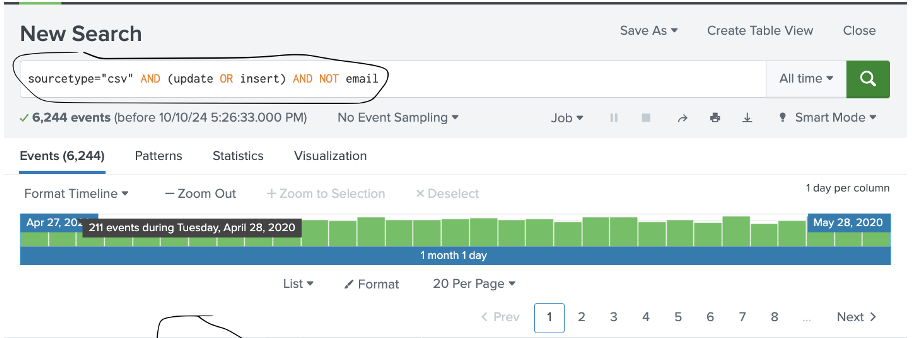 New Search
Save As ▾ Create Table View Close
sourcetype="csv" AND (update OR insert) AND NOT email
All time ▾
✓ 6,244 events (before 10/10/24 5:26:33.000 PM) No Event Sampling ▾ Job ▾ Smart Mode ▾
Events (6,244) Patterns Statistics Visualization
Format Timeline ▾ — Zoom Out + Zoom to Selection × Deselect
1 day per column
Apr 27, 20
211 events during Tuesday, April 28, 2020
May 28, 2020
1 month 1 day
List ▾ Format 20 Per Page ▾
< Prev 1 2 3 4 5 6 7 8 ... Next >